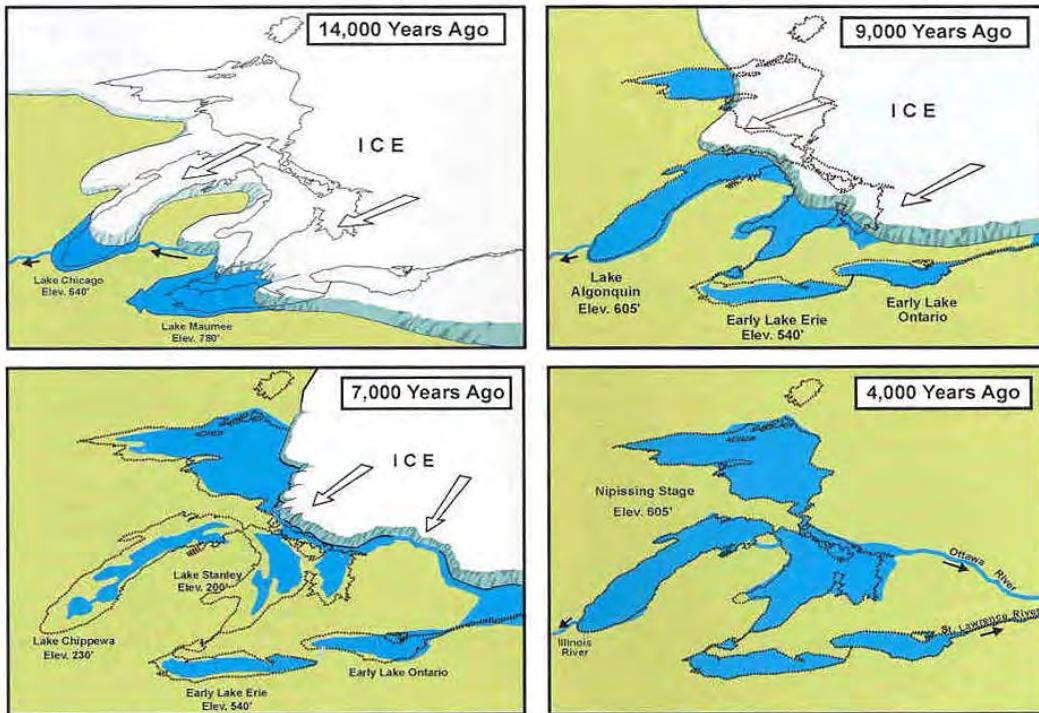 14,000 Years Ago
ICE
Lake Chicago
Elev. 640'
Lake Maumee
Elev. 780'
9,000 Years Ago
ICE
Lake
Algonquin
Elev. 605'
Early Lake Erie
Elev. 540'
Early Lake
Ontario
7,000 Years Ago
ICE
Lake Stanley
Elev. 200'
Lake Chippewa
Elev. 230'
Early Lake Erie
Elev. 540'
Early Lake Ontario
4,000 Years Ago
Nipissing Stage
Elev. 605'
Ottawa
River
Illinois
River
St. Lawrence River